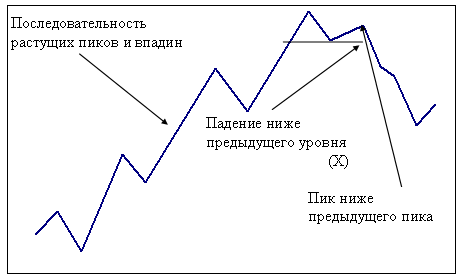 Последовательность
растущих пиков и впадин
Падение ниже
предыдущего уровня
(X)
Пик ниже
предыдущего пика